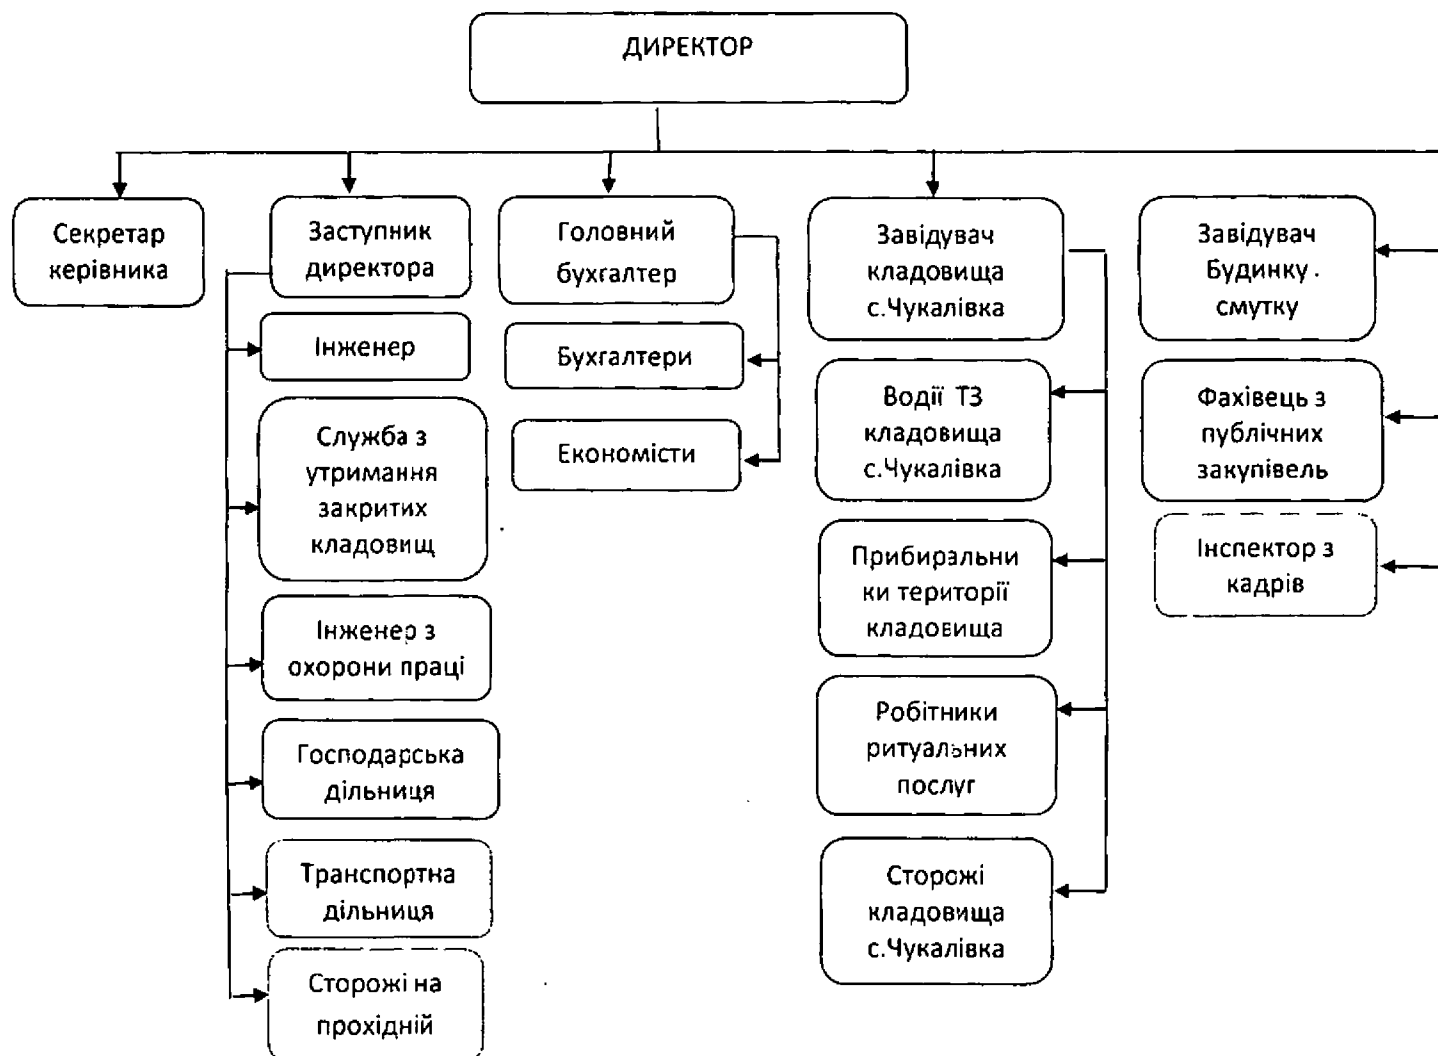 ДИРЕКТОР
Секретар
керівника
Заступник
директора
Інженер
Служба з
утримання
закритих
кладовищ
Інженер з
охорони праці
Господарська
дільниця
Транспортна
дільниця
Сторожі на
прохідній
Головний
бухгалтер
Бухгалтери
Економісти
Завідувач
кладовища
с.Чукалівка
Водії ТЗ
кладовища
с.Чукалівка
Прибиральни
ки території
кладовища
Робітники
ритуальних
послуг
Сторожі
кладовища
с.Чукалівка
Завідувач
Будинку
смутку
Фахівець з
публічних
закупівель
Інспектор з
кадрів